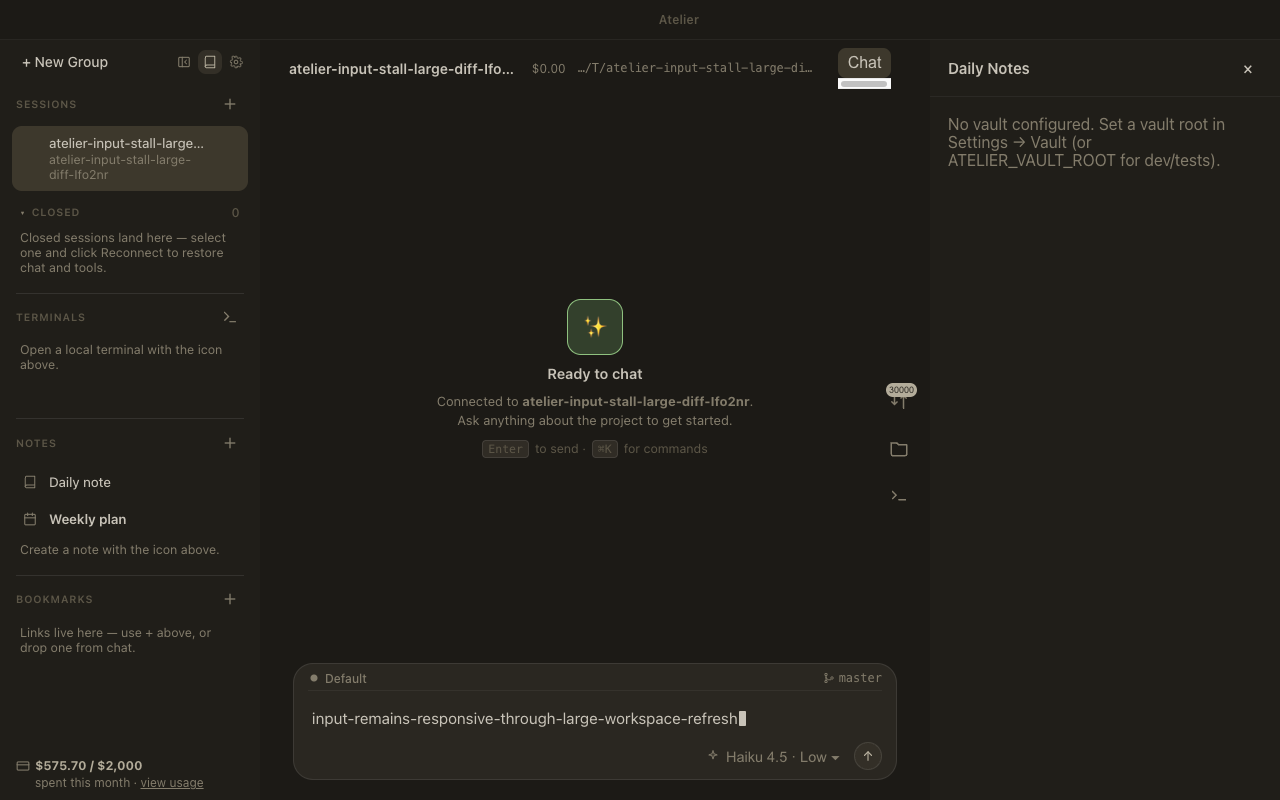 Atelier
+ New Group
SESSIONS
atelier-input-stall-large…
atelier-input-stall-large-
diff-lfo2nr
CLOSED
0
Closed sessions land here — select
one and click Reconnect to restore
chat and tools.
TERMINALS
Open a local terminal with the icon
above.
NOTES
Daily note
Weekly plan
Create a note with the icon above.
BOOKMARKS
Links live here — use + above, or
drop one from chat.
$575.70 / $2,000
spent this month · view usage
atelier-input-stall-large-diff-lfo… $0.00 …/T/atelier-input-stall-large-di… Chat
✨
Ready to chat
Connected to atelier-input-stall-large-diff-lfo2nr.
Ask anything about the project to get started.
Enter to send · ⌘K for commands
30000
Default
master
input-remains-responsive-through-large-workspace-refresh
Haiku 4.5 · Low
Daily Notes
×
No vault configured. Set a vault root in
Settings → Vault (or
ATELIER_VAULT_ROOT for dev/tests).